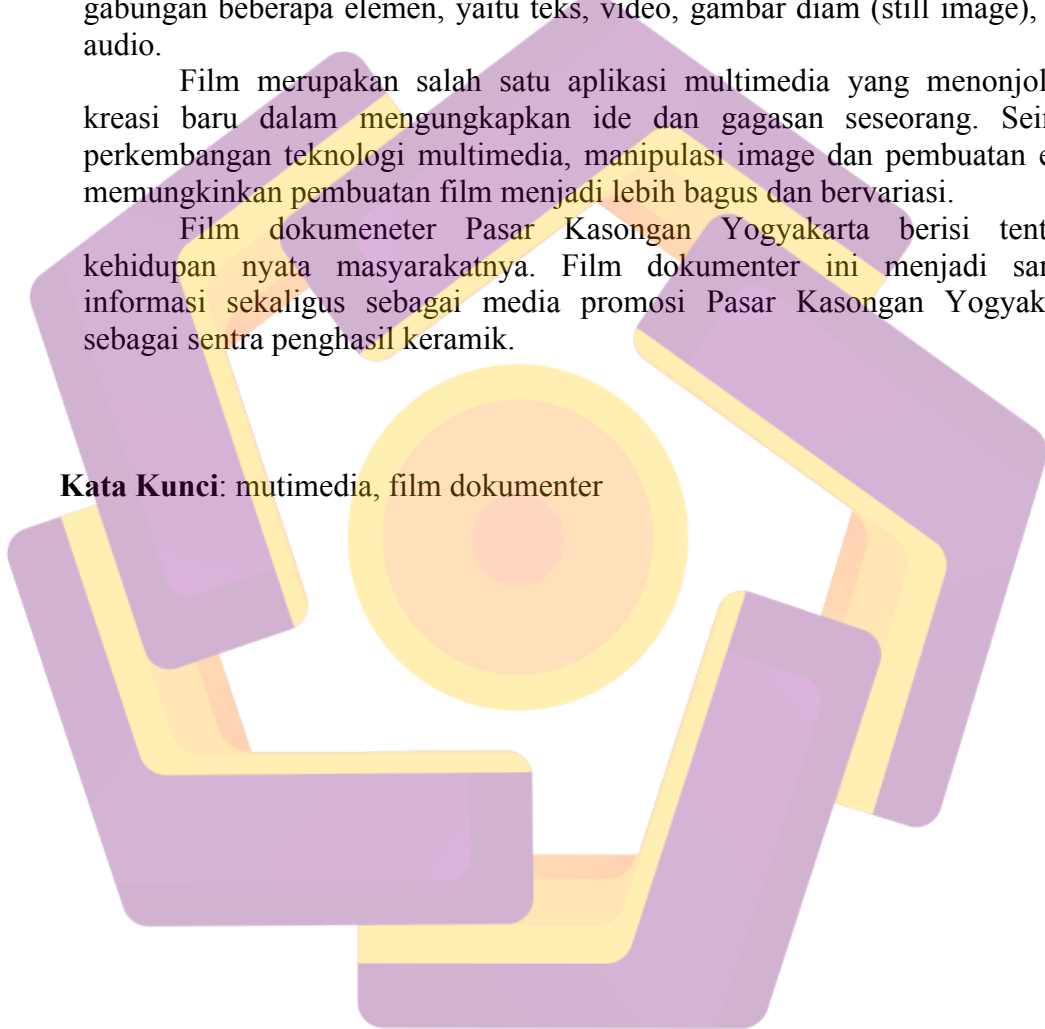 gabungan beberapa elemen, yaitu teks, video, gambar diam (still image),
audio.
Film merupakan salah satu aplikasi multimedia yang menonjol
kreasi baru dalam mengungkapkan ide dan gagasan seseorang.
perkembangan teknologi multimedia, manipulasi image dan pembuatan
memungkinkan pembuatan film menjadi lebih bagus dan bervariasi.
Film dokumeneter Pasar Kasongan Yogyakarta berisi
kehidupan nyata masyarakatnya. Film dokumenter ini menjadi
informasi sekaligus sebagai media promosi Pasar Kasongan
sebagai sentra penghasil keramik.
Kata Kunci: mutimedia, film dokumenter